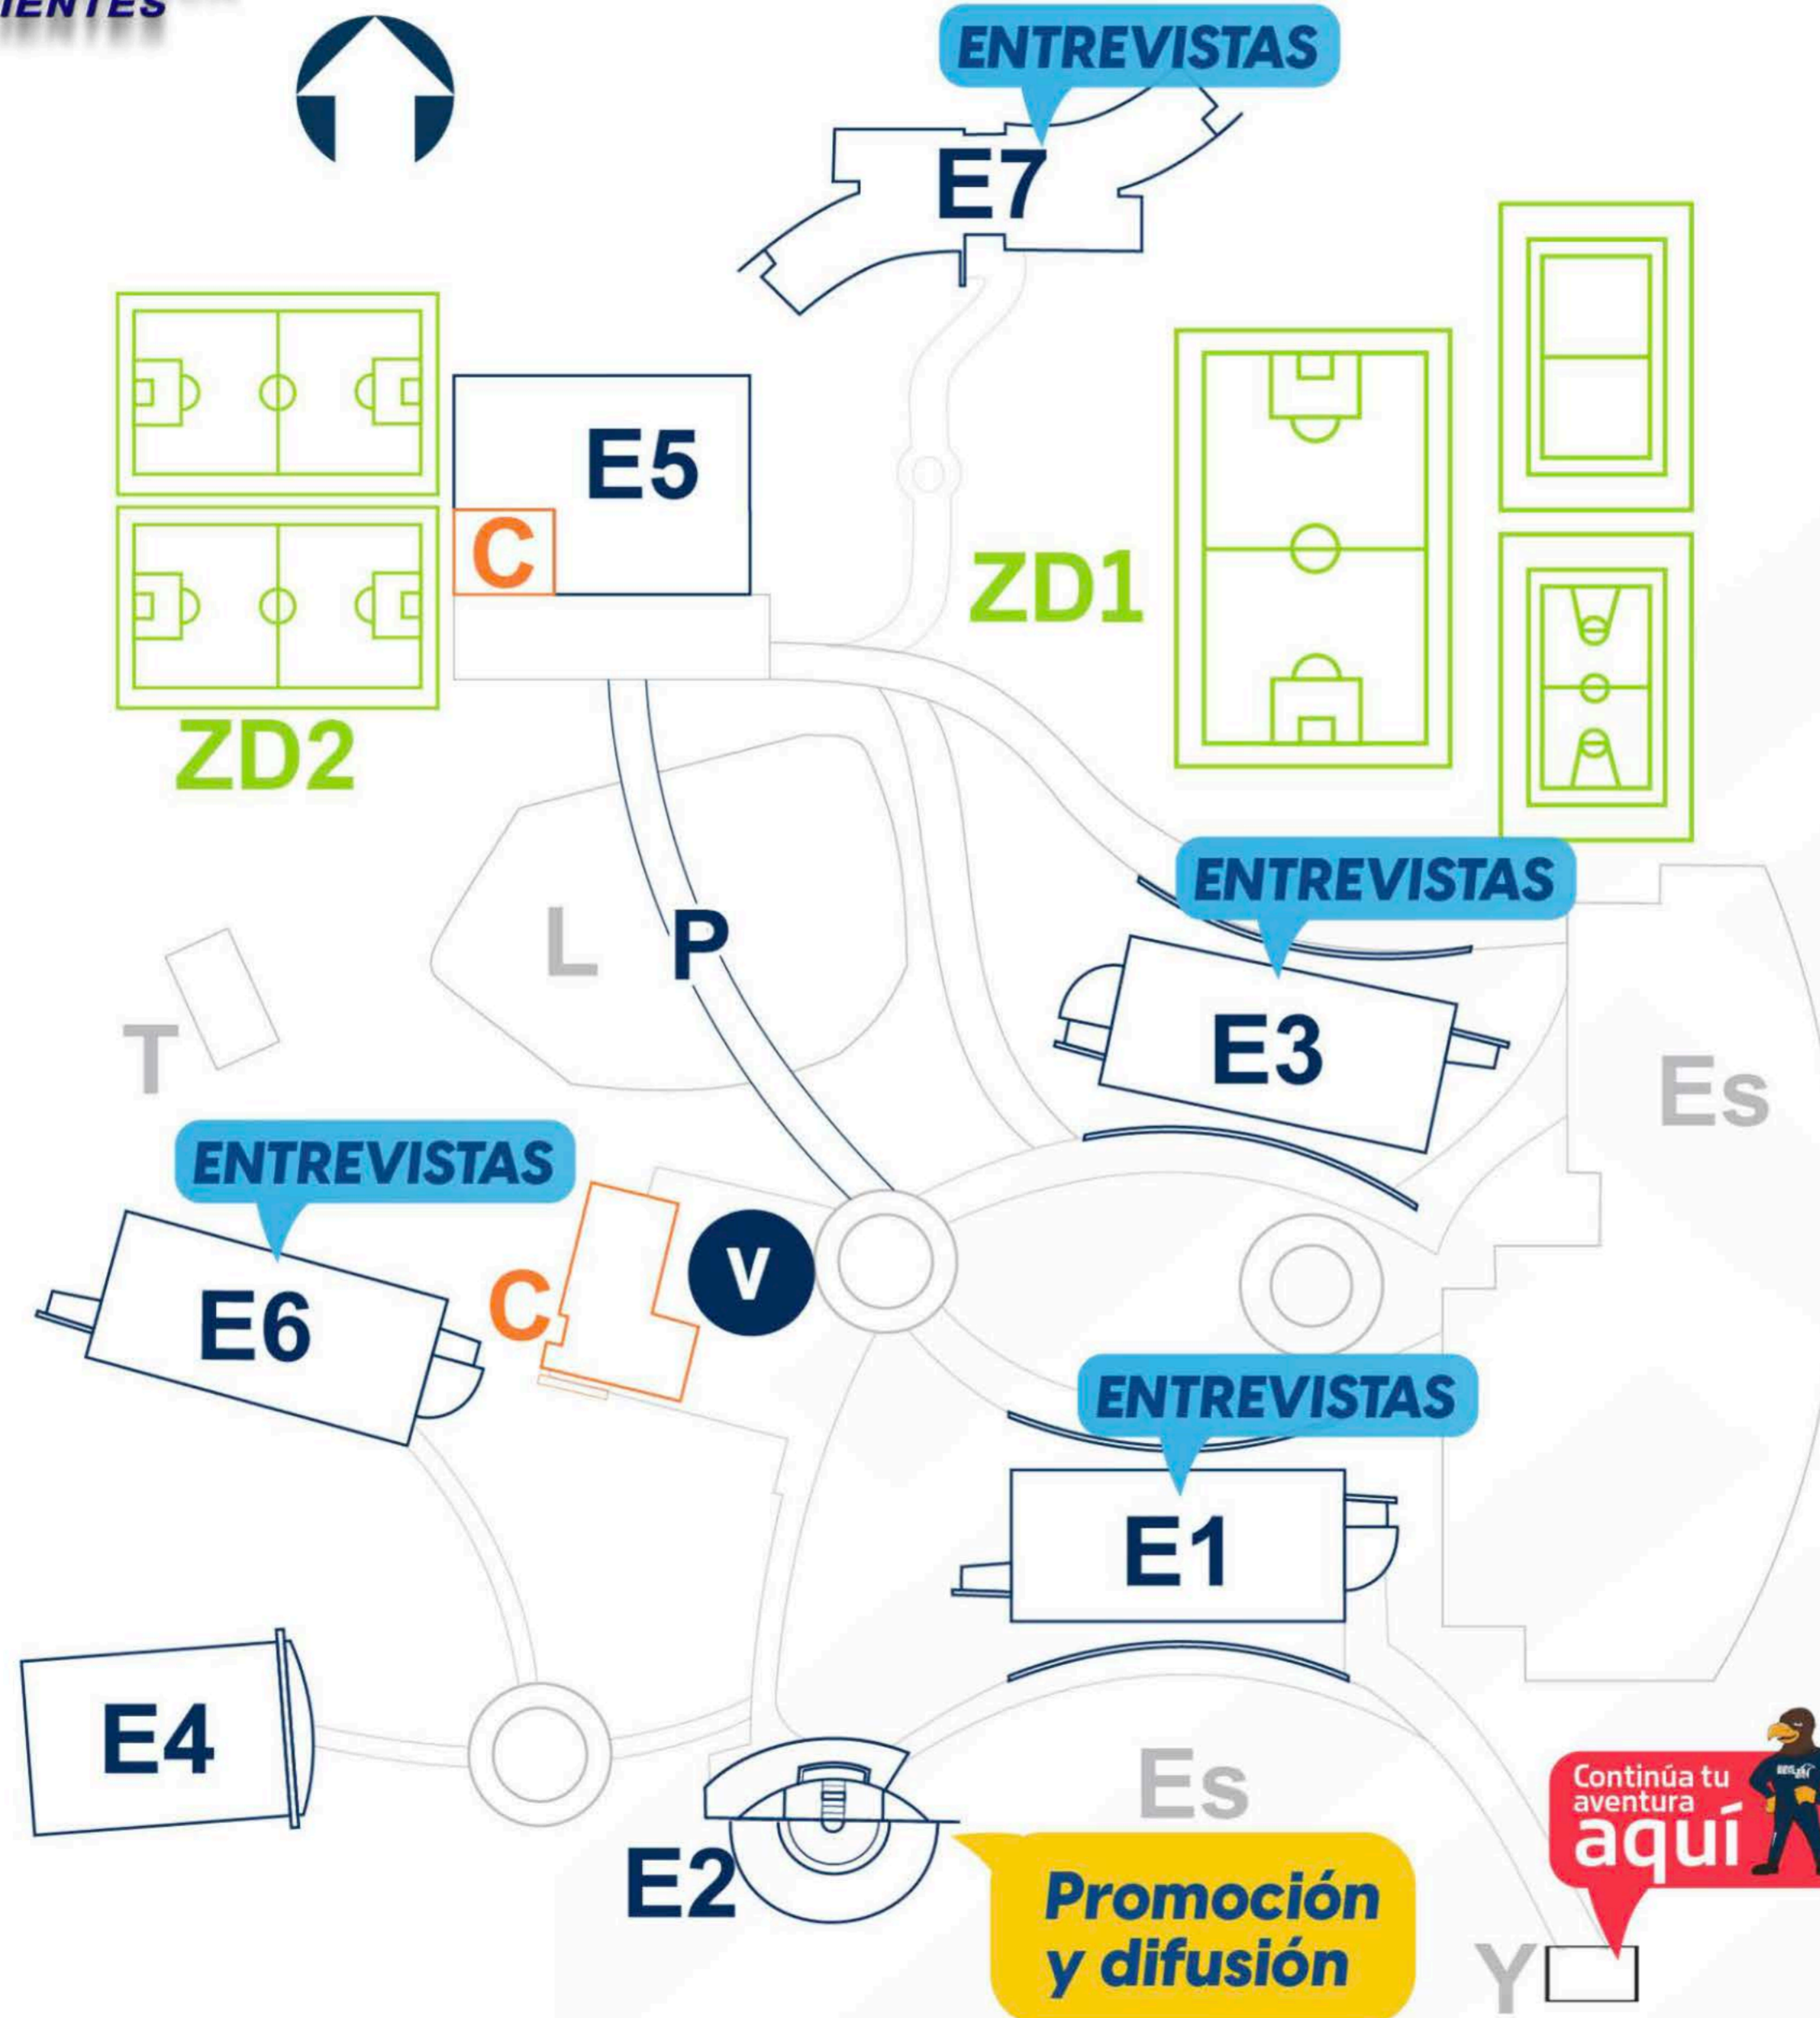 ENTREVISTAS
E7
E5
C
ZD1
ZD2
ENTREVISTAS
L
P
E3
T
Es
ENTREVISTAS
V
E6
C
ENTREVISTAS
E1
E4
Es
Continúa tu
aventura
aquí
E2
Promoción
y difusión
Y